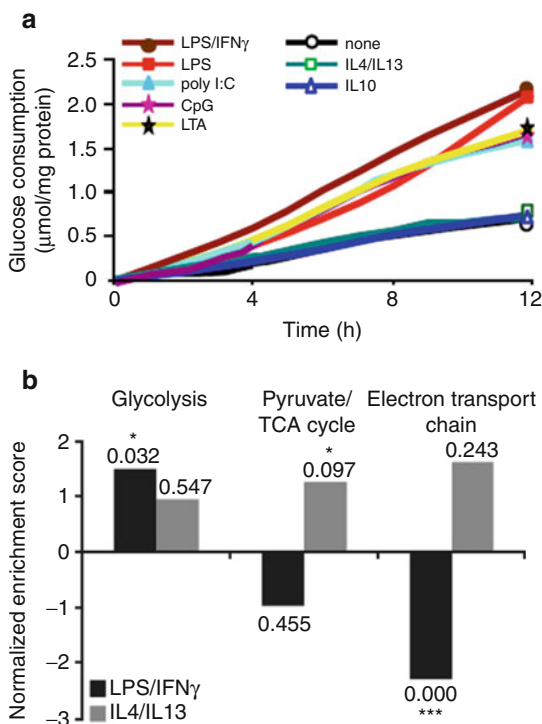 a
LPS/IFNγ
LPS
poly I:C
CpG
LTA
none
IL4/IL13
IL10
Glucose consumption
(μmol/mg protein)
2.5
2.0
1.5
1.0
0.5
0
0
4
8
12
Time (h)
b
Glycolysis
Pyruvate/
TCA cycle
Electron transport
chain
Normalized enrichment score
2
1
0
−1
−2
−3
*
0.032
0.547
*
0.097
0.455
0.243
0.000
***
LPS/IFNγ
IL4/IL13